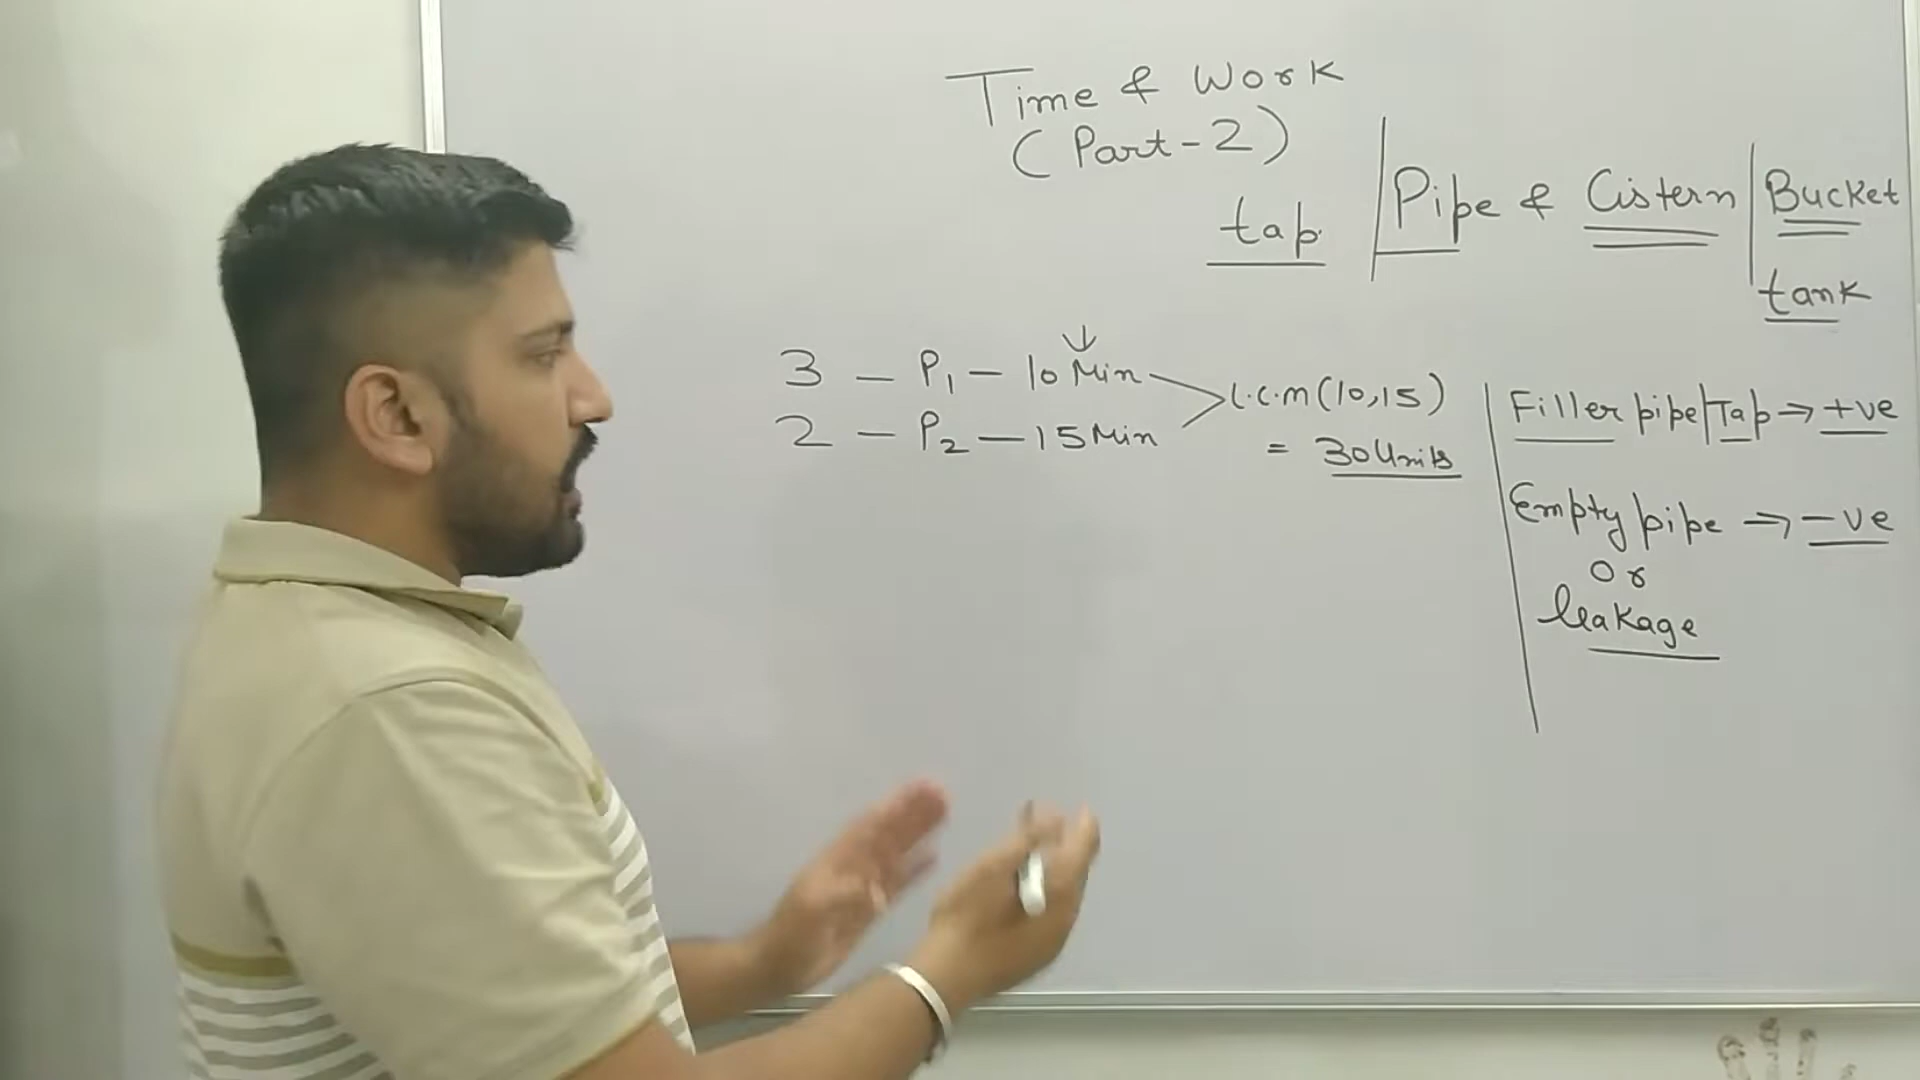 Time & Work
(Part-2)
tap | Pipe & Cistern | Bucket
tank
3 — P₁ — 10 Min
2 — P₂ — 15 Min
L.C.M (10,15)
= 30 Units
Filler pipe/Tap → +ve
Empty pipe → -ve
Or
leakage